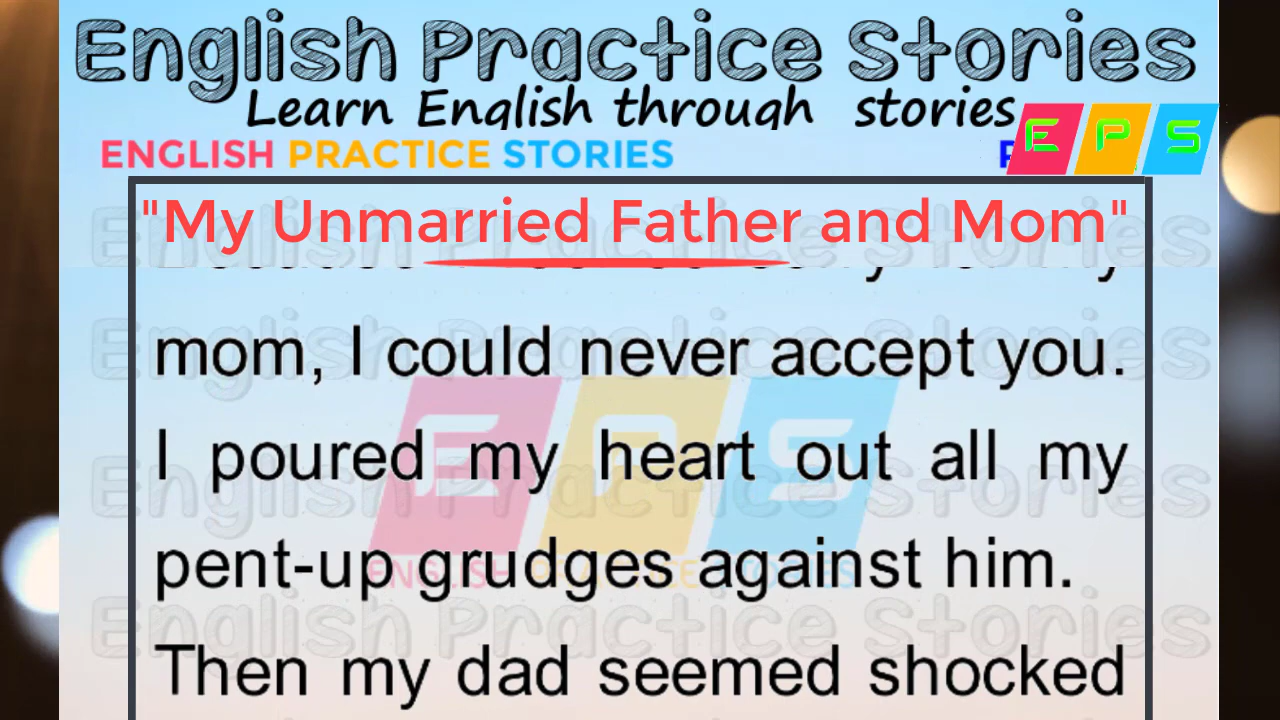 English Practice Stories
Learn English through stories
ENGLISH PRACTICE STORIES
E P S
"My Unmarried Father and Mom"
mom, I could never accept you.
I poured my heart out all my
pent-up grudges against him.
Then my dad seemed shocked